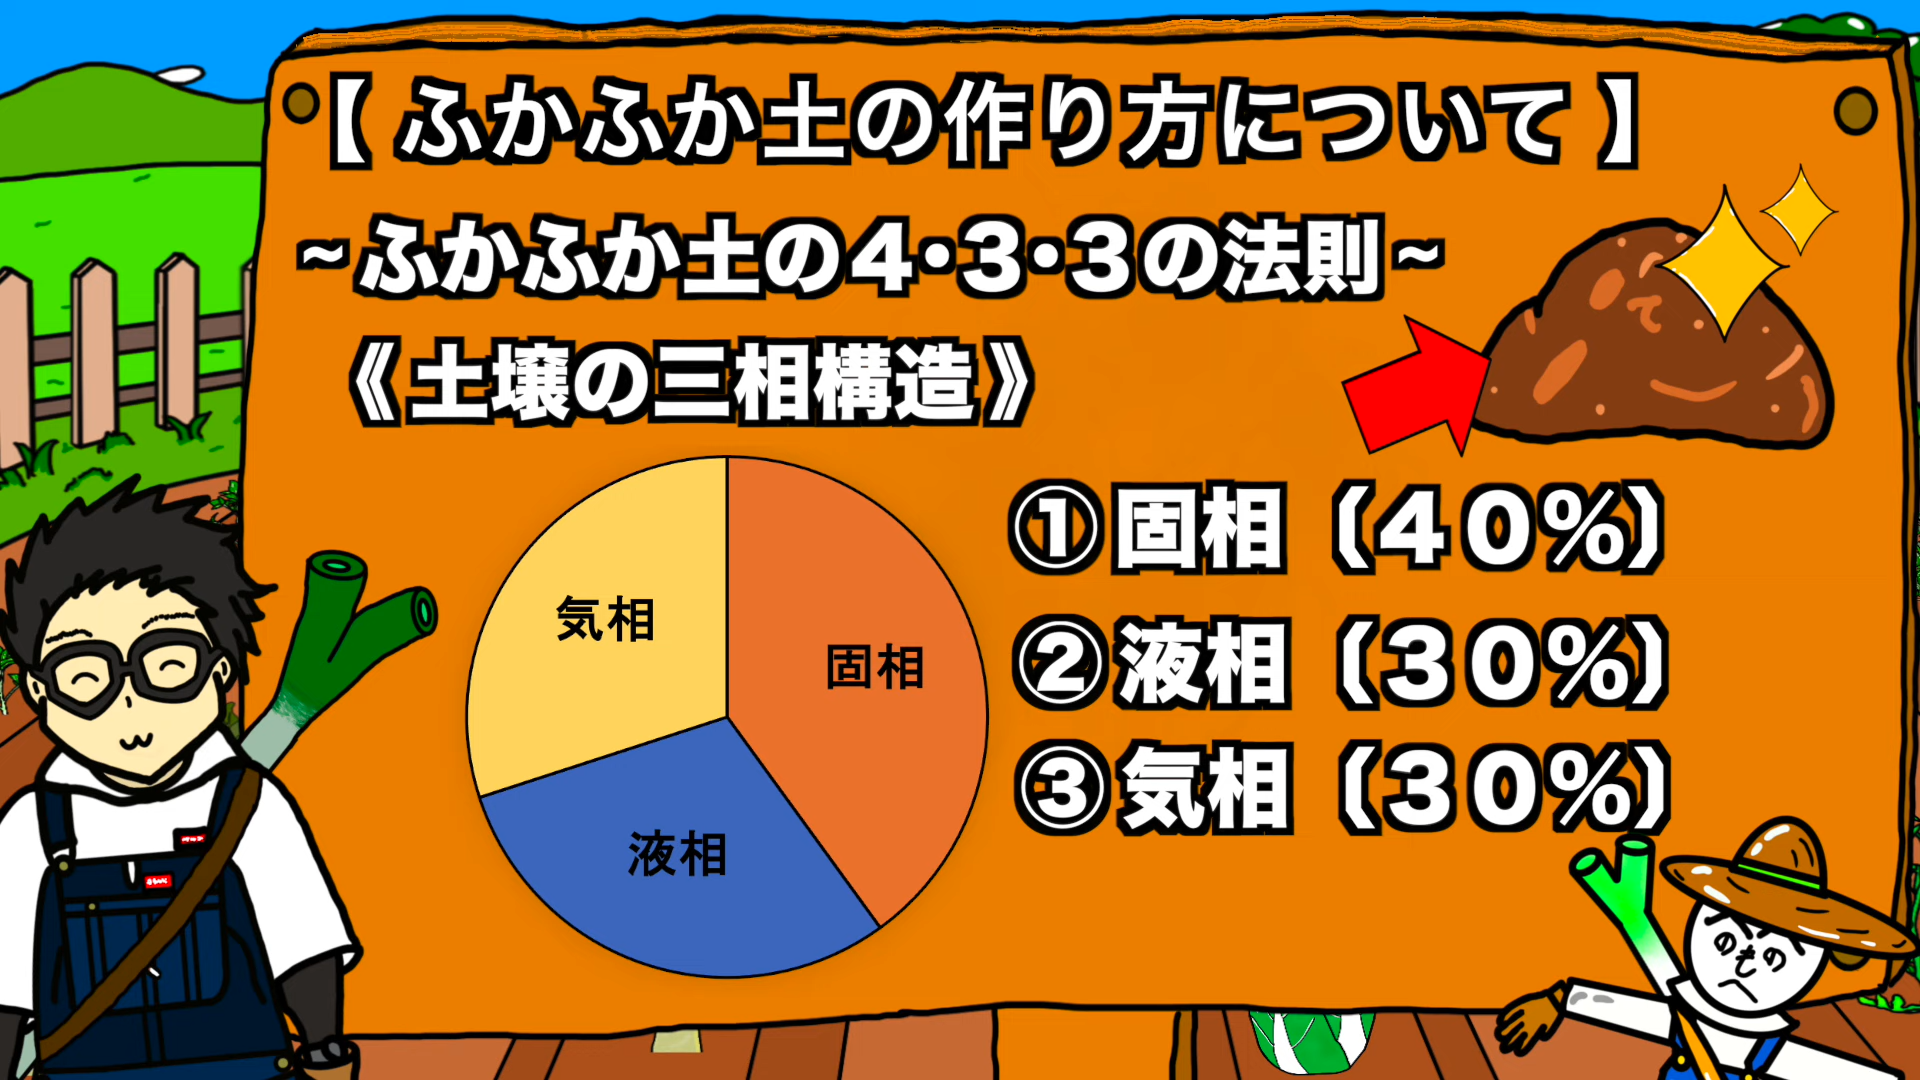 【ふかふか土の作り方について】
~ふかふか土の4・3・3の法則~
《土壌の三相構造》
気相
固相
液相
①固相（40%）
②液相（30%）
③気相（30%）